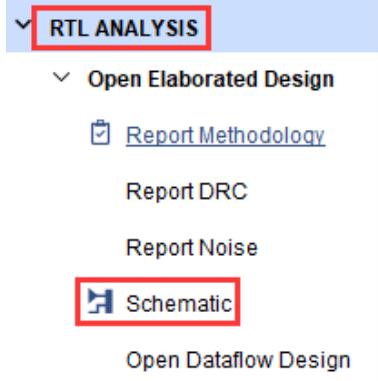 RTL ANALYSIS
Open Elaborated Design
Report Methodology
Report DRC
Report Noise
Schematic
Open Dataflow Design